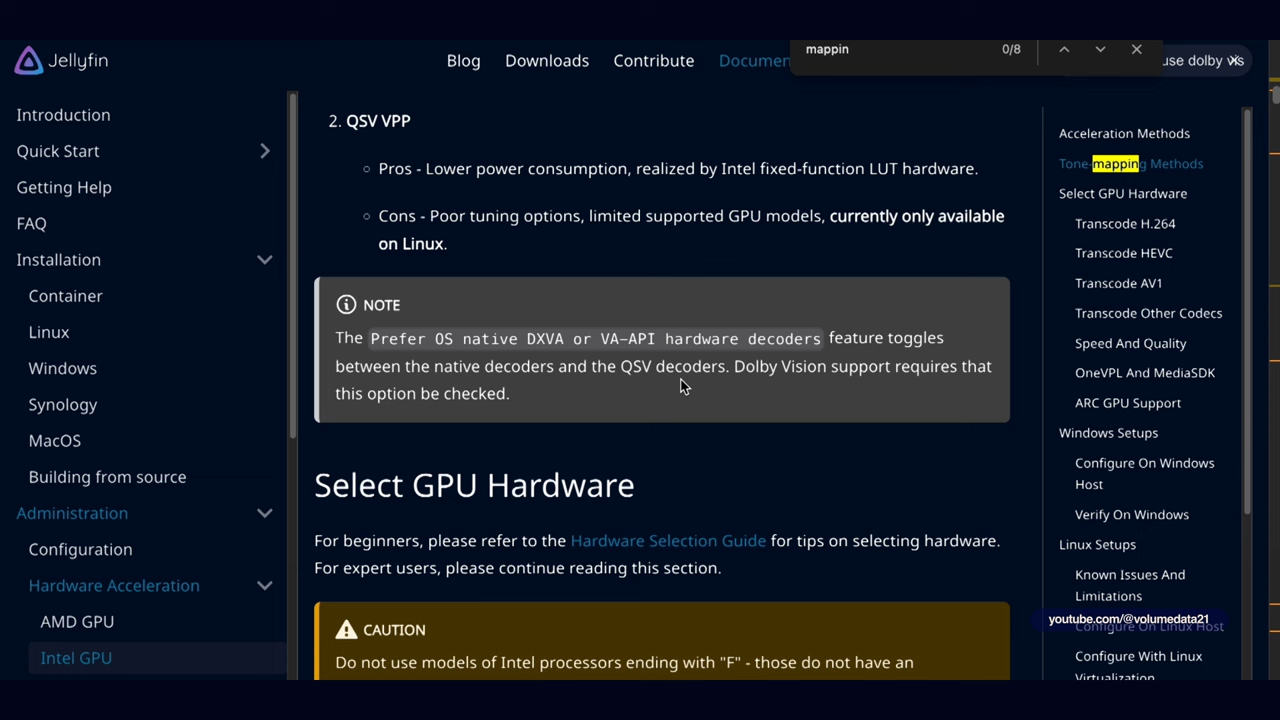 Jellyfin
Blog Downloads Contribute Documen
mappin 0/8
use dolby vis
Introduction
Quick Start
Getting Help
FAQ
Installation
Container
Linux
Windows
Synology
MacOS
Building from source
Administration
Configuration
Hardware Acceleration
AMD GPU
Intel GPU
2. QSV VPP
Pros - Lower power consumption, realized by Intel fixed-function LUT hardware.
Cons - Poor tuning options, limited supported GPU models, currently only available
on Linux.
NOTE
The Prefer OS native DXVA or VA-API hardware decoders feature toggles
between the native decoders and the QSV decoders. Dolby Vision support requires that
this option be checked.
Select GPU Hardware
For beginners, please refer to the Hardware Selection Guide for tips on selecting hardware.
For expert users, please continue reading this section.
CAUTION
Do not use models of Intel processors ending with "F" - those do not have an
Acceleration Methods
Tone-mapping Methods
Select GPU Hardware
Transcode H.264
Transcode HEVC
Transcode AV1
Transcode Other Codecs
Speed And Quality
OneVPL And MediaSDK
ARC GPU Support
Windows Setups
Configure On Windows
Host
Verify On Windows
Linux Setups
Known Issues And
Limitations
youtube.com/@volumedata21
Configure On Linux Host
Configure With Linux
Virtualization